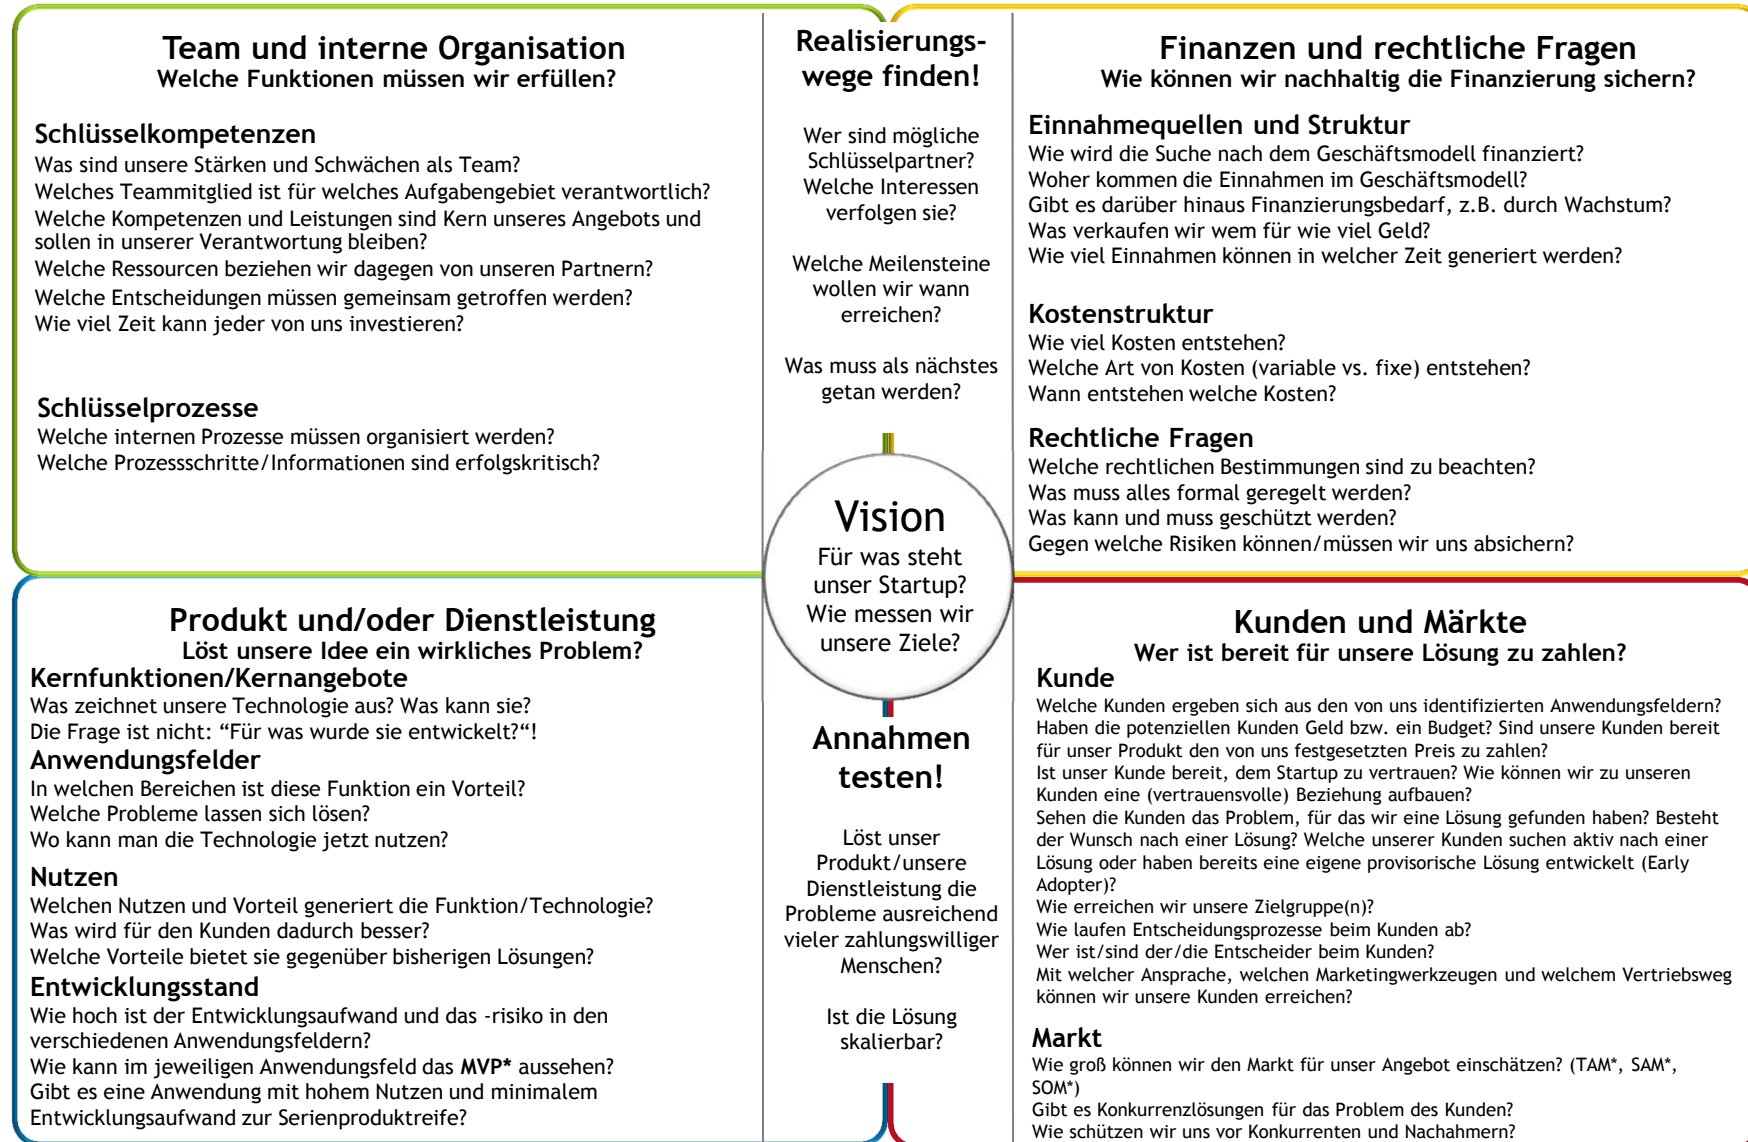 Team und interne Organisation
Welche Funktionen müssen wir erfüllen?
Schlüsselkompetenzen
Was sind unsere Stärken und Schwächen als Team?
Welches Teammitglied ist für welches Aufgabengebiet verantwortlich?
Welche Kompetenzen und Leistungen sind Kern unseres Angebots und
sollen in unserer Verantwortung bleiben?
Welche Ressourcen beziehen wir dagegen von unseren Partnern?
Welche Entscheidungen müssen gemeinsam getroffen werden?
Wie viel Zeit kann jeder von uns investieren?
Schlüsselprozesse
Welche internen Prozesse müssen organisiert werden?
Welche Prozessschritte/Informationen sind erfolgskritisch?
Realisierungs-
wege finden!
Wer sind mögliche
Schlüsselpartner?
Welche Interessen
verfolgen sie?
Welche Meilensteine
wollen wir wann
erreichen?
Was muss als nächstes
getan werden?
Finanzen und rechtliche Fragen
Wie können wir nachhaltig die Finanzierung sichern?
Einnahmequellen und Struktur
Wie wird die Suche nach dem Geschäftsmodell finanziert?
Woher kommen die Einnahmen im Geschäftsmodell?
Gibt es darüber hinaus Finanzierungsbedarf, z.B. durch Wachstum?
Was verkaufen wir wem für wie viel Geld?
Wie viel Einnahmen können in welcher Zeit generiert werden?
Kostenstruktur
Wie viel Kosten entstehen?
Welche Art von Kosten (variable vs. fixe) entstehen?
Wann entstehen welche Kosten?
Rechtliche Fragen
Welche rechtlichen Bestimmungen sind zu beachten?
Was muss alles formal geregelt werden?
Was kann und muss geschützt werden?
Gegen welche Risiken können/müssen wir uns absichern?
Vision
Für was steht
unser Startup?
Wie messen wir
unsere Ziele?
Produkt und/oder Dienstleistung
Löst unsere Idee ein wirkliches Problem?
Kernfunktionen/Kernangebote
Was zeichnet unsere Technologie aus? Was kann sie?
Die Frage ist nicht: “Für was wurde sie entwickelt?“!
Anwendungsfelder
In welchen Bereichen ist diese Funktion ein Vorteil?
Welche Probleme lassen sich lösen?
Wo kann man die Technologie jetzt nutzen?
Nutzen
Welchen Nutzen und Vorteil generiert die Funktion/Technologie?
Was wird für den Kunden dadurch besser?
Welche Vorteile bietet sie gegenüber bisherigen Lösungen?
Entwicklungsstand
Wie hoch ist der Entwicklungsaufwand und das -risiko in den
verschiedenen Anwendungsfeldern?
Wie kann im jeweiligen Anwendungsfeld das MVP* aussehen?
Gibt es eine Anwendung mit hohem Nutzen und minimalem
Entwicklungsaufwand zur Serienproduktreife?
Annahmen
testen!
Löst unser
Produkt/unsere
Dienstleistung die
Probleme ausreichend
vieler zahlungswilliger
Menschen?
Ist die Lösung
skalierbar?
Kunden und Märkte
Wer ist bereit für unsere Lösung zu zahlen?
Kunde
Welche Kunden ergeben sich aus den von uns identifizierten Anwendungsfeldern?
Haben die potenziellen Kunden Geld bzw. ein Budget? Sind unsere Kunden bereit
für unser Produkt den von uns festgesetzten Preis zu zahlen?
Ist unser Kunde bereit, dem Startup zu vertrauen? Wie können wir zu unseren
Kunden eine (vertrauensvolle) Beziehung aufbauen?
Sehen die Kunden das Problem, für das wir eine Lösung gefunden haben? Besteht
der Wunsch nach einer Lösung? Welche unserer Kunden suchen aktiv nach einer
Lösung oder haben bereits eine eigene provisorische Lösung entwickelt (Early
Adopter)?
Wie erreichen wir unsere Zielgruppe(n)?
Wie laufen Entscheidungsprozesse beim Kunden ab?
Wer ist/sind der/die Entscheider beim Kunden?
Mit welcher Ansprache, welchen Marketingwerkzeugen und welchem Vertriebsweg
können wir unsere Kunden erreichen?
Markt
Wie groß können wir den Markt für unser Angebot einschätzen? (TAM*, SAM*,
SOM*)
Gibt es Konkurrenzlösungen für das Problem des Kunden?
Wie schützen wir uns vor Konkurrenten und Nachahmern?